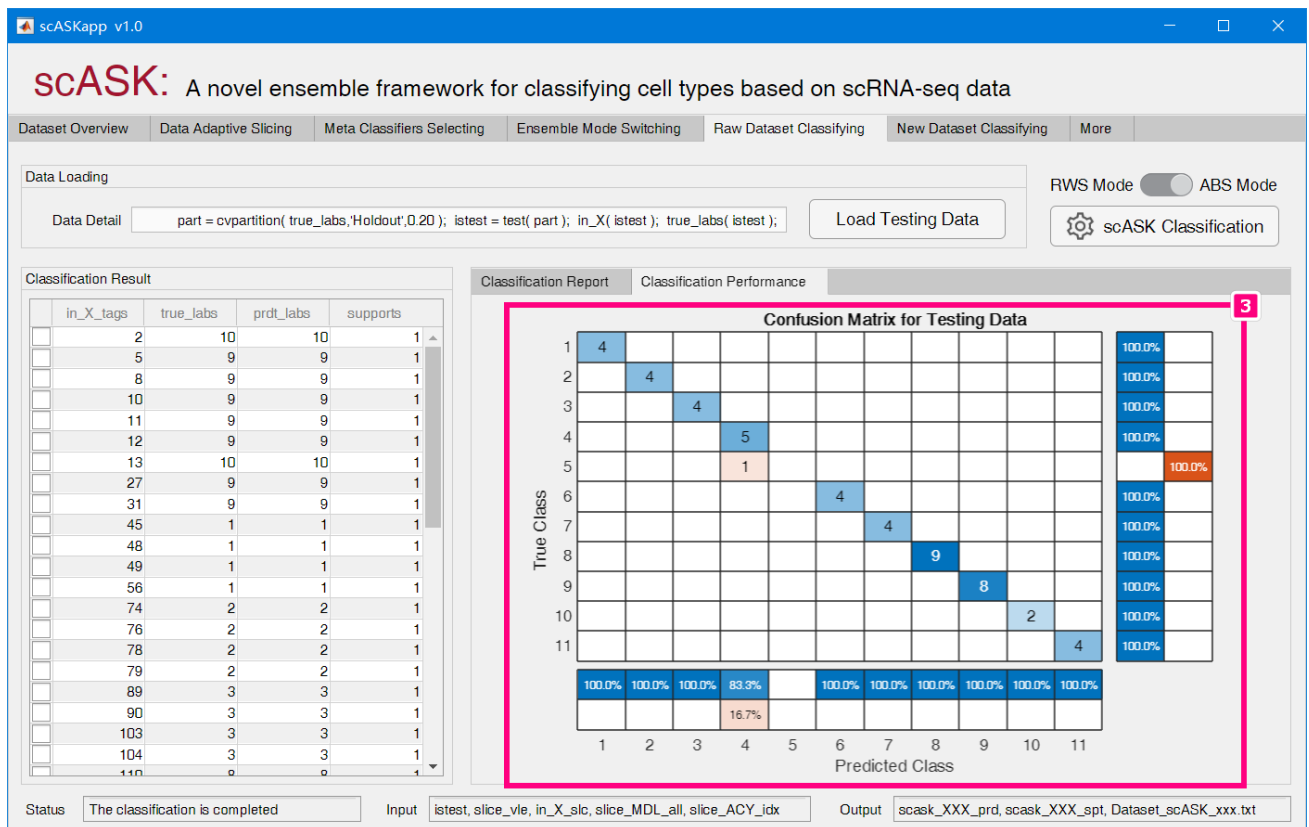 scASKapp v1.0
scASK: A novel ensemble framework for classifying cell types based on scRNA-seq data
Dataset Overview Data Adaptive Slicing Meta Classifiers Selecting Ensemble Mode Switching Raw Dataset Classifying New Dataset Classifying More
Data Loading
RWS Mode ABS Mode
Data Detail part = cvpartition( true_labs,'Holdout',0.20 ); istest = test( part ); in_X( istest ); true_labs( istest ); Load Testing Data
scASK Classification
Classification Result
in_X_tags true_labs prdt_labs supports
2 10 10 1
5 9 9 1
8 9 9 1
10 9 9 1
11 9 9 1
12 9 9 1
13 10 10 1
27 9 9 1
31 9 9 1
45 1 1 1
48 1 1 1
49 1 1 1
56 1 1 1
74 2 2 1
76 2 2 1
78 2 2 1
79 2 2 1
89 3 3 1
90 3 3 1
103 3 3 1
104 3 3 1
Classification Report Classification Performance
3
Confusion Matrix for Testing Data
True Class
1 4 100.0%
2 4 100.0%
3 4 100.0%
4 5 100.0%
5 1 100.0%
6 4 100.0%
7 4 100.0%
8 9 100.0%
9 8 100.0%
10 2 100.0%
11 4 100.0%
100.0% 100.0% 100.0% 83.3% 100.0% 100.0% 100.0% 100.0% 100.0% 100.0%
16.7%
1 2 3 4 5 6 7 8 9 10 11
Predicted Class
Status The classification is completed Input istest, slice_vle, in_X_slc, slice_MDL_all, slice_ACY_idx Output scask_XXX_prd, scask_XXX_spt, Dataset_scASK_xxx.txt